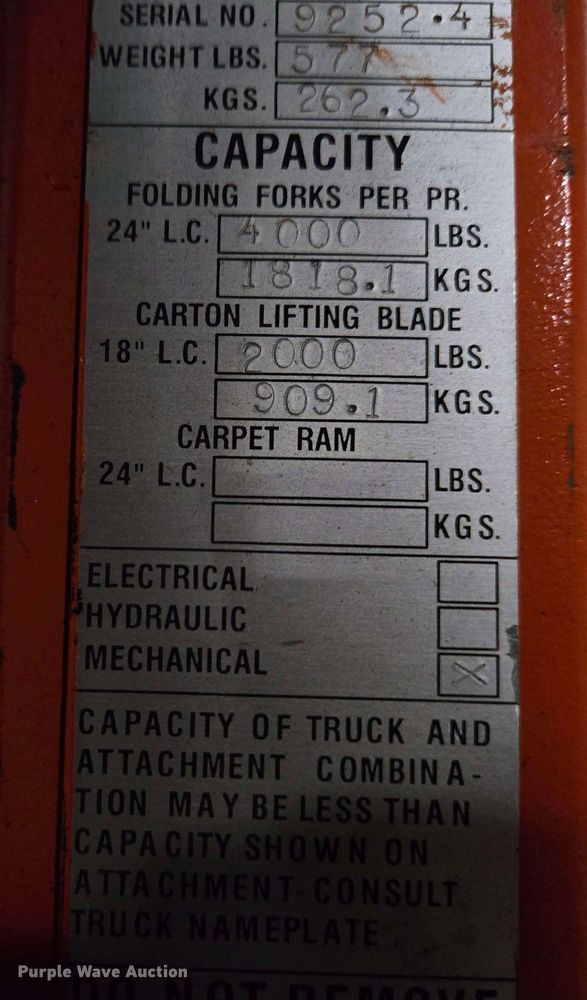 SERIAL NO. 9252.4
WEIGHT LBS. 577
KGS. 262.3
CAPACITY
FOLDING FORKS PER PR.
24" L.C. 4000 LBS.
1818.1 KGS.
CARTON LIFTING BLADE
18" L.C. 2000 LBS.
909.1 KGS.
CARPET RAM
24" L.C. LBS.
KGS.
ELECTRICAL
HYDRAULIC
MECHANICAL X
CAPACITY OF TRUCK AND
ATTACHMENT COMBINA-
TION MAY BE LESS THAN
CAPACITY SHOWN ON
ATTACHMENT-CONSULT
TRUCK NAMEPLATE
Purple Wave Auction
DO NOT REMOVE